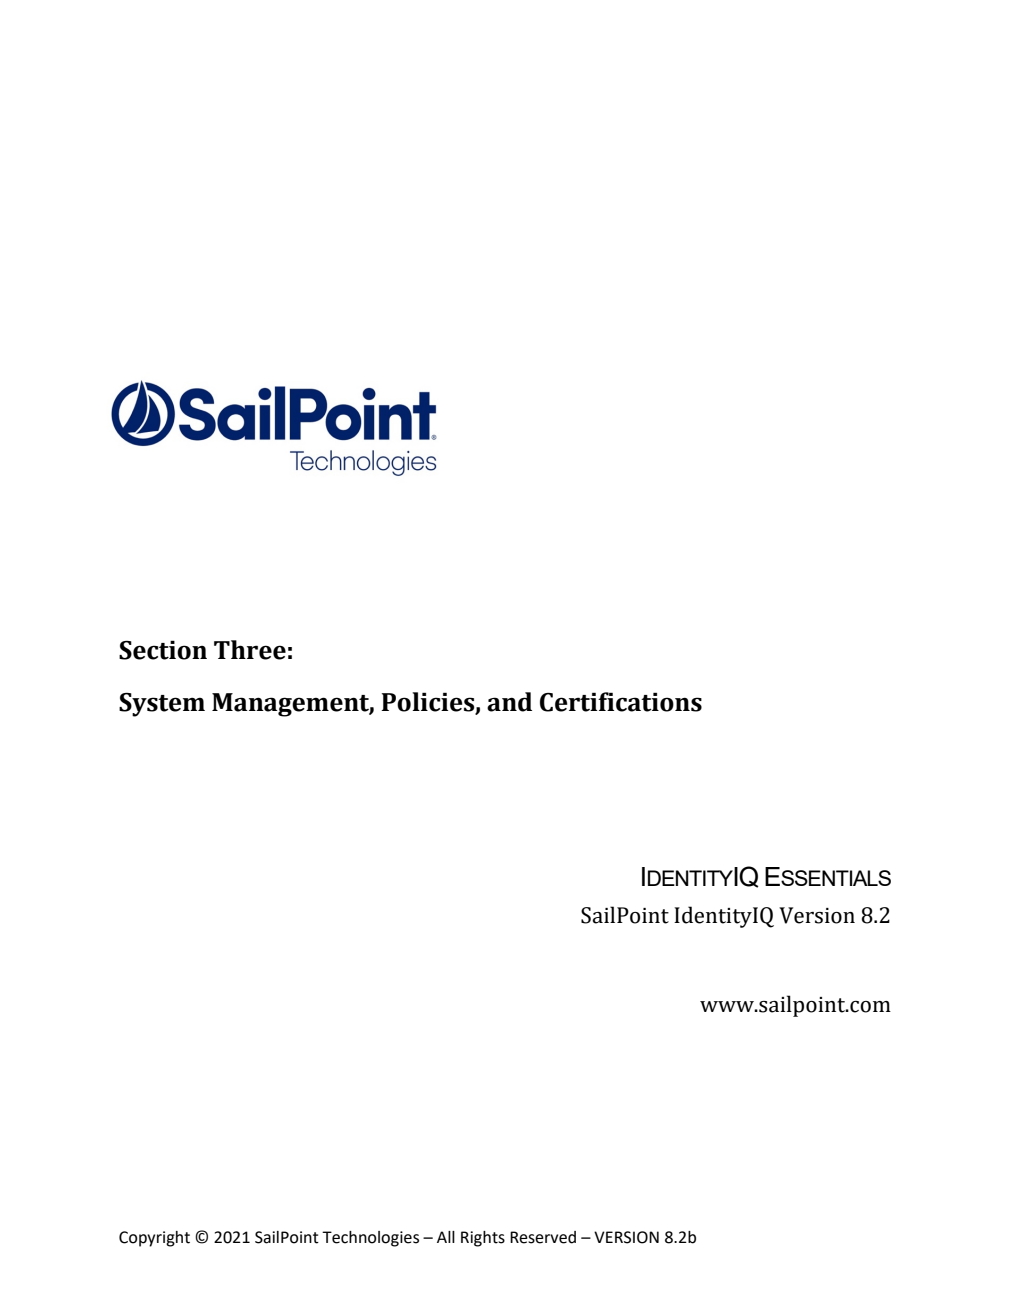 SailPoint®
Technologies
Section Three:
System Management, Policies, and Certifications
IDENTITYIQ ESSENTIALS
SailPoint IdentityIQ Version 8.2
www.sailpoint.com
Copyright © 2021 SailPoint Technologies – All Rights Reserved – VERSION 8.2b